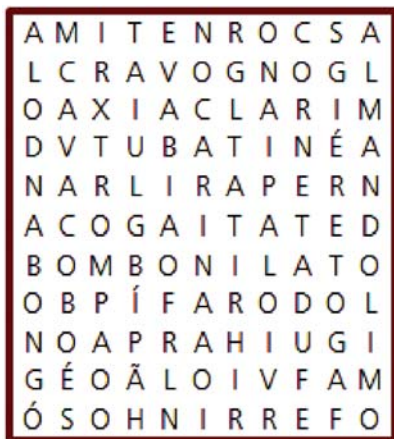 A M I T E N R O C S A
L C R A V O G N O G L
O A X I A C L A R I M
D V T U B A T I N É A
N A R L I R A P E R N
A C O G A I T A T E D
B O M B O N I L A T O
O B P Í F A R O D O L
N O A P R A H I U G I
G É O Ã L O I V F A M
Ó S O H N I R R E F O